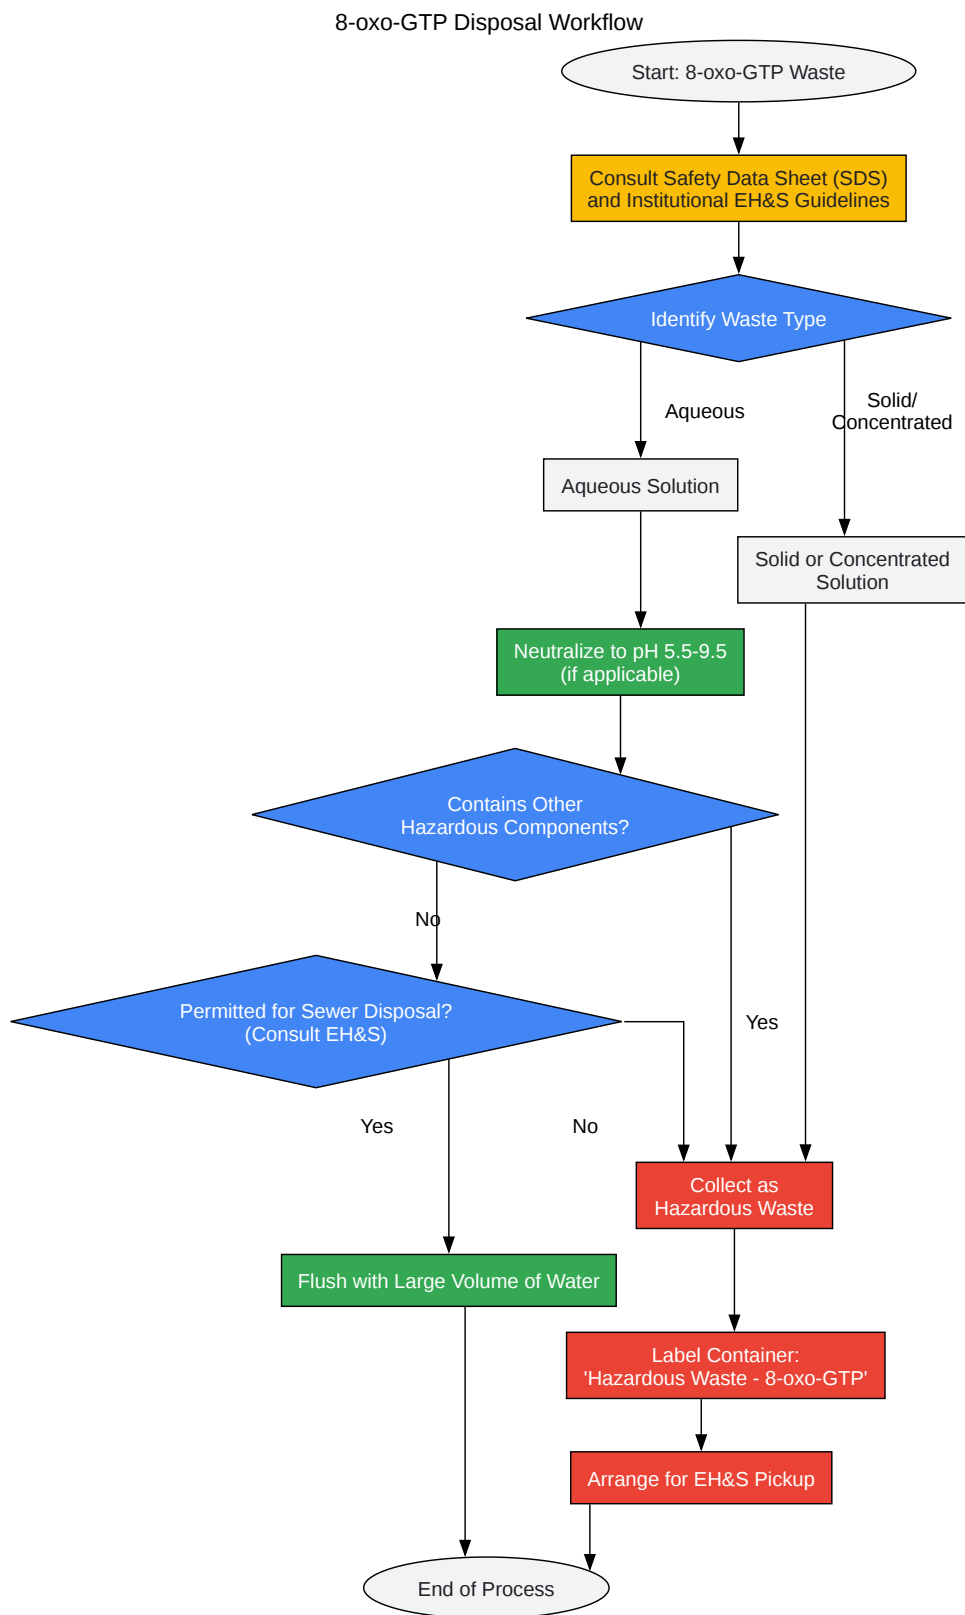 8-oxo-GTP Disposal Workflow
Start: 8-oxo-GTP Waste
Consult Safety Data Sheet (SDS)
and Institutional EH&S Guidelines
Identify Waste Type
Aqueous
Solid/
Concentrated
Aqueous Solution
Solid or Concentrated
Solution
Neutralize to pH 5.5-9.5
(if applicable)
Contains Other
Hazardous Components?
No
Permitted for Sewer Disposal?
(Consult EH&S)
Yes
Yes
No
Collect as
Hazardous Waste
Flush with Large Volume of Water
Label Container:
'Hazardous Waste - 8-oxo-GTP'
Arrange for EH&S Pickup
End of Process